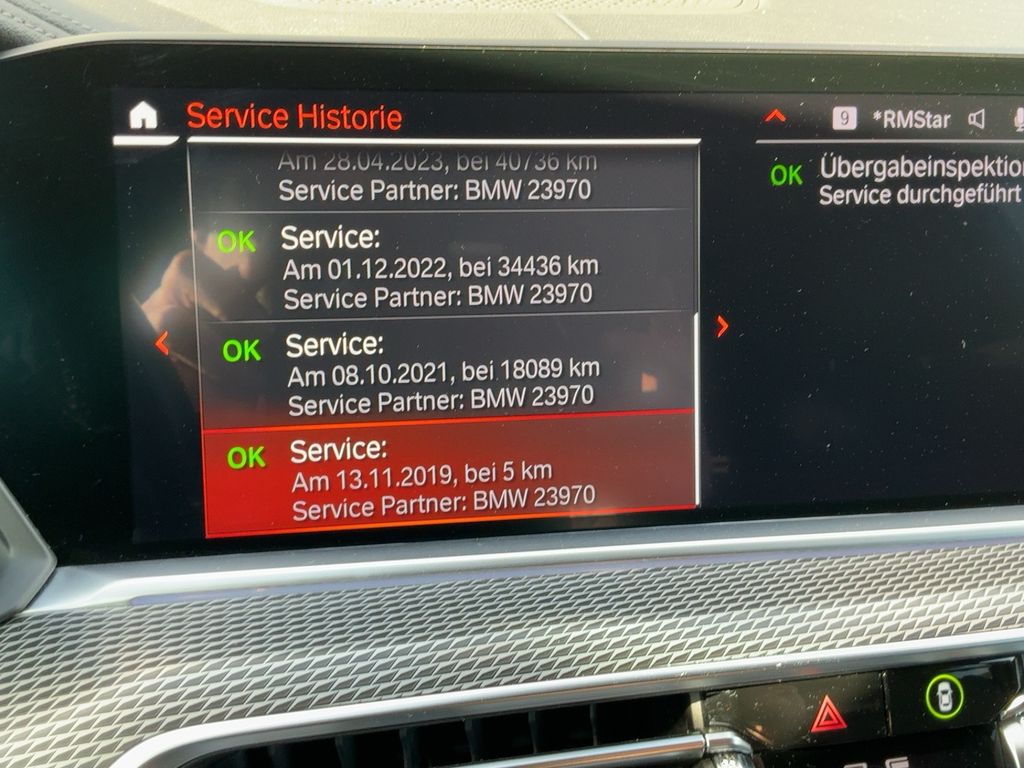 Service Historie
9 *RMStar
Am 28.04.2023, bei 40736 km
Service Partner: BMW 23970
OK Service:
Am 01.12.2022, bei 34436 km
Service Partner: BMW 23970
OK Service:
Am 08.10.2021, bei 18089 km
Service Partner: BMW 23970
OK Service:
Am 13.11.2019, bei 5 km
Service Partner: BMW 23970
OK Übergabeinspektion
Service durchgeführt